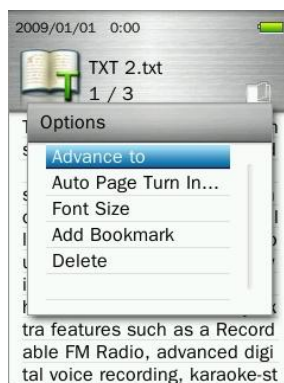 2009/01/01 0:00
TXT 2.txt
1 / 3
Options
Advance to
Auto Page Turn In...
Font Size
Add Bookmark
Delete
tra features such as a Record
able FM Radio, advanced digi
tal voice recording, karaoke-st